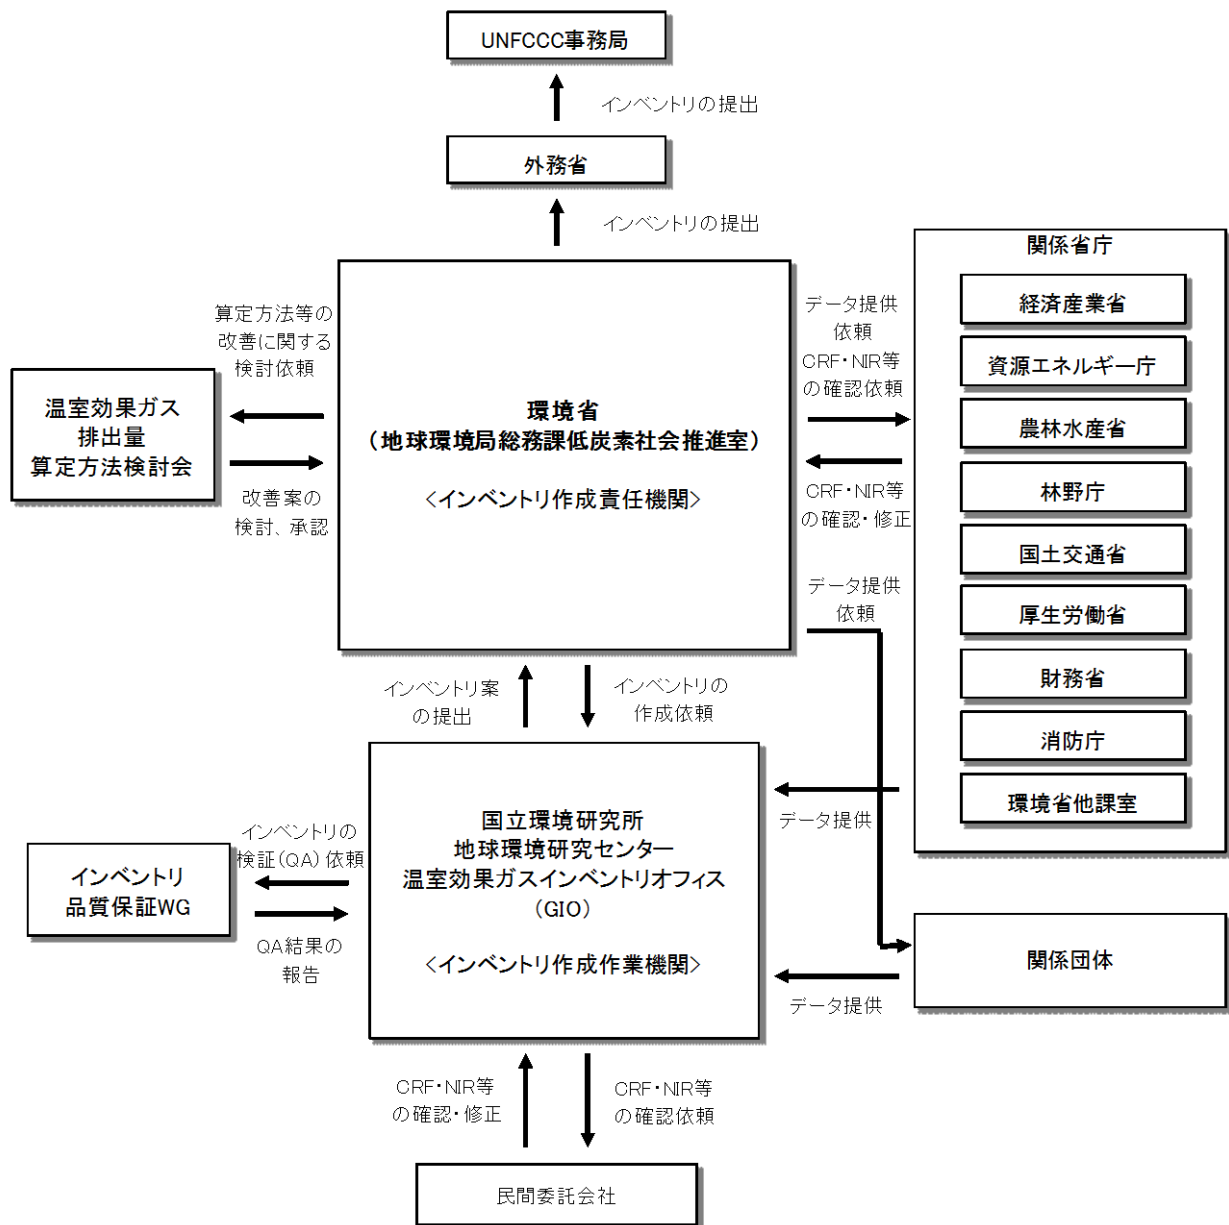 UNFCCC事務局
インベントリの提出
外務省
インベントリの提出
環境省
(地球環境局総務課低炭素社会推進室)
<インベントリ作成責任機関>
算定方法等の
改善に関する
検討依頼
温室効果ガス
排出量
算定方法検討会
改善案の
検討、承認
データ提供
依頼
CRF・NIR等
の確認依頼
CRF・NIR等
の確認・修正
データ提供
依頼
関係省庁
経済産業省
資源エネルギー庁
農林水産省
林野庁
国土交通省
厚生労働省
財務省
消防庁
環境省他課室
インベントリ案
の提出
インベントリの
作成依頼
国立環境研究所
地球環境研究センター
温室効果ガスインベントリオフィス
(GIO)
<インベントリ作成作業機関>
インベントリの
検証(QA)依頼
インベントリ
品質保証WG
QA結果の
報告
データ提供
関係団体
データ提供
CRF・NIR等
の確認・修正
CRF・NIR等
の確認依頼
民間委託会社